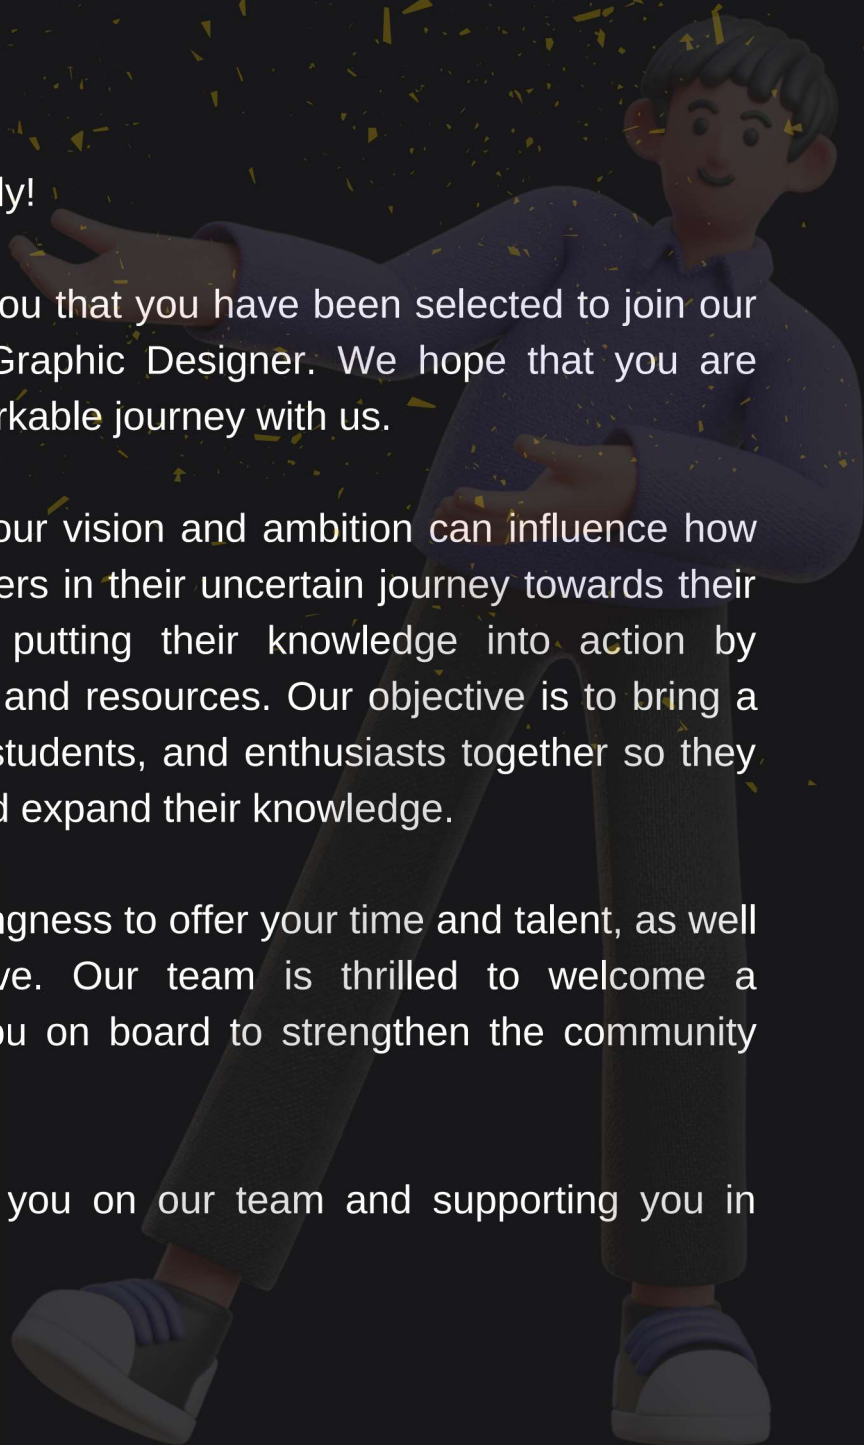 ly!
ou that you have been selected to join our
Graphic Designer. We hope that you are
rkable journey with us.
our vision and ambition can influence how
ers in their uncertain journey towards their
putting their knowledge into action by
and resources. Our objective is to bring a
students, and enthusiasts together so they
d expand their knowledge.
ngness to offer your time and talent, as well
ve. Our team is thrilled to welcome a
ou on board to strengthen the community
you on our team and supporting you in